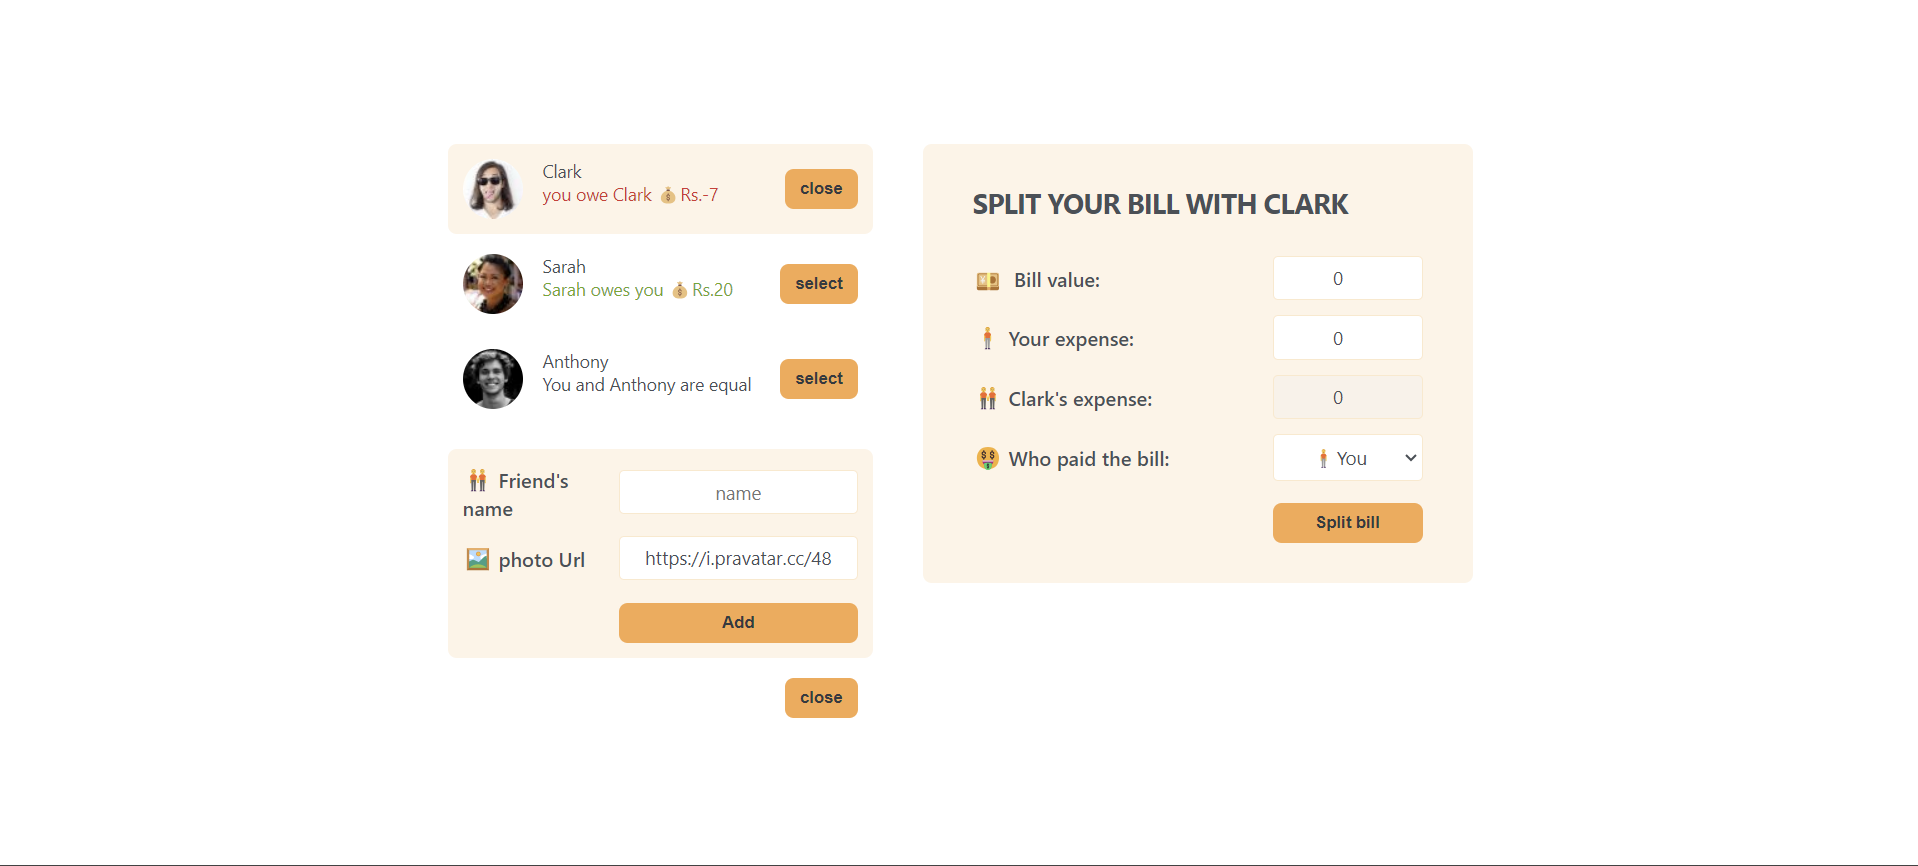 Clark
you owe Clark 💰 Rs.-7
close
Sarah
Sarah owes you 💰 Rs.20
select
Anthony
You and Anthony are equal
select
Friend's
name
name
photo Url
https://i.pravatar.cc/48
Add
close
SPLIT YOUR BILL WITH CLARK
Bill value:
0
Your expense:
0
Clark's expense:
0
Who paid the bill:
You
Split bill